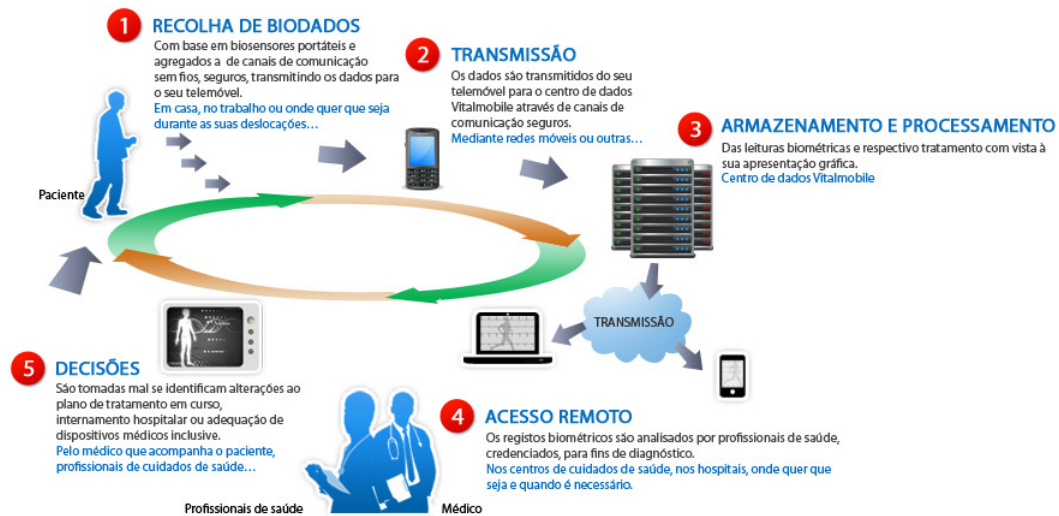 1
RECOLHA DE BIODADOS
Com base em biosensores portáteis e
agregados a de canais de comunicação
sem fios, seguros, transmitindo os dados para
o seu telemóvel.
Em casa, no trabalho ou onde quer que seja
durante as suas deslocações...
2
TRANSMISSÃO
Os dados são transmitidos do seu
telemóvel para o centro de dados
Vitalmobile através de canais de
comunicação seguros.
Mediante redes móveis ou outras...
3
ARMAZENAMENTO E PROCESSAMENTO
Das leituras biométricas e respectivo tratamento com vista à
sua apresentação gráfica.
Centro de dados Vitalmobile
Paciente
TRANSMISSÃO
5
DECISÕES
São tomadas mal se identificam alterações ao
plano de tratamento em curso,
internamento hospitalar ou adequação de
dispositivos médicos inclusive.
Pelo médico que acompanha o paciente,
profissionais de cuidados de saúde...
4
ACESSO REMOTO
Os registos biométricos são analisados por profissionais de saúde,
credenciados, para fins de diagnóstico.
Nos centros de cuidados de saúde, nos hospitais, onde quer que
seja e quando é necessário.
Profissionais de saúde
Médico